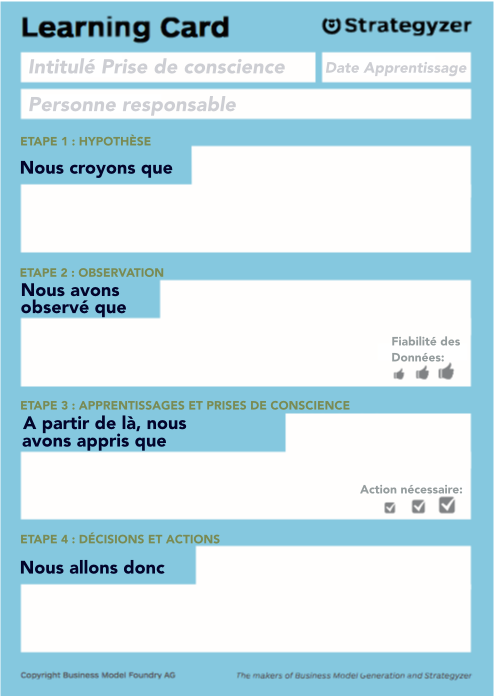 Learning Card
Strategyzer
Intitulé Prise de conscience
Date Apprentissage
Personne responsable
ETAPE 1 : HYPOTHÈSE
Nous croyons que
ETAPE 2 : OBSERVATION
Nous avons
observé que
Fiabilité des
Données:
ETAPE 3 : APPRENTISSAGES ET PRISES DE CONSCIENCE
A partir de là, nous
avons appris que
Action nécessaire:
ETAPE 4 : DÉCISIONS ET ACTIONS
Nous allons donc
Copyright Business Model Foundry AG
The makers of Business Model Generation and Strategyzer